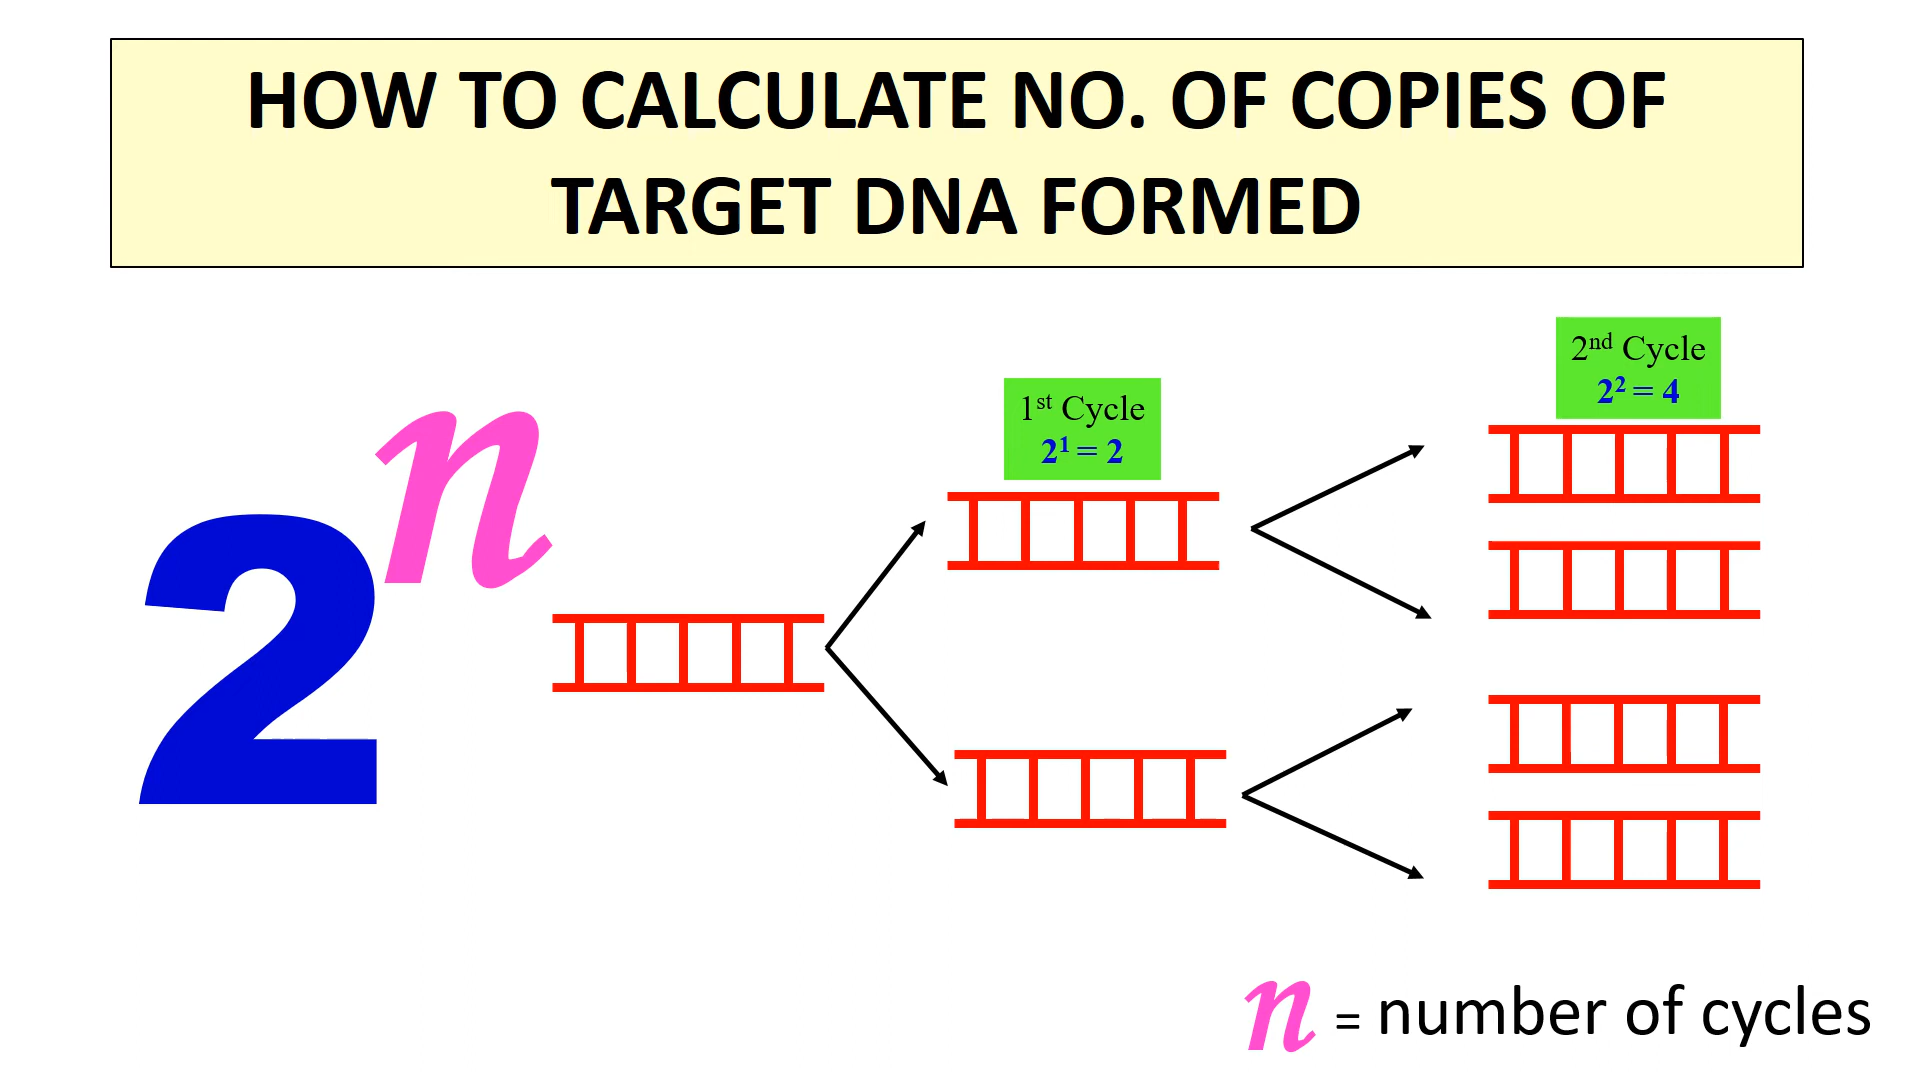 HOW TO CALCULATE NO. OF COPIES OF
TARGET DNA FORMED
2ⁿ
1ˢᵗ Cycle
2¹ = 2
2ⁿᵈ Cycle
2² = 4
n = number of cycles